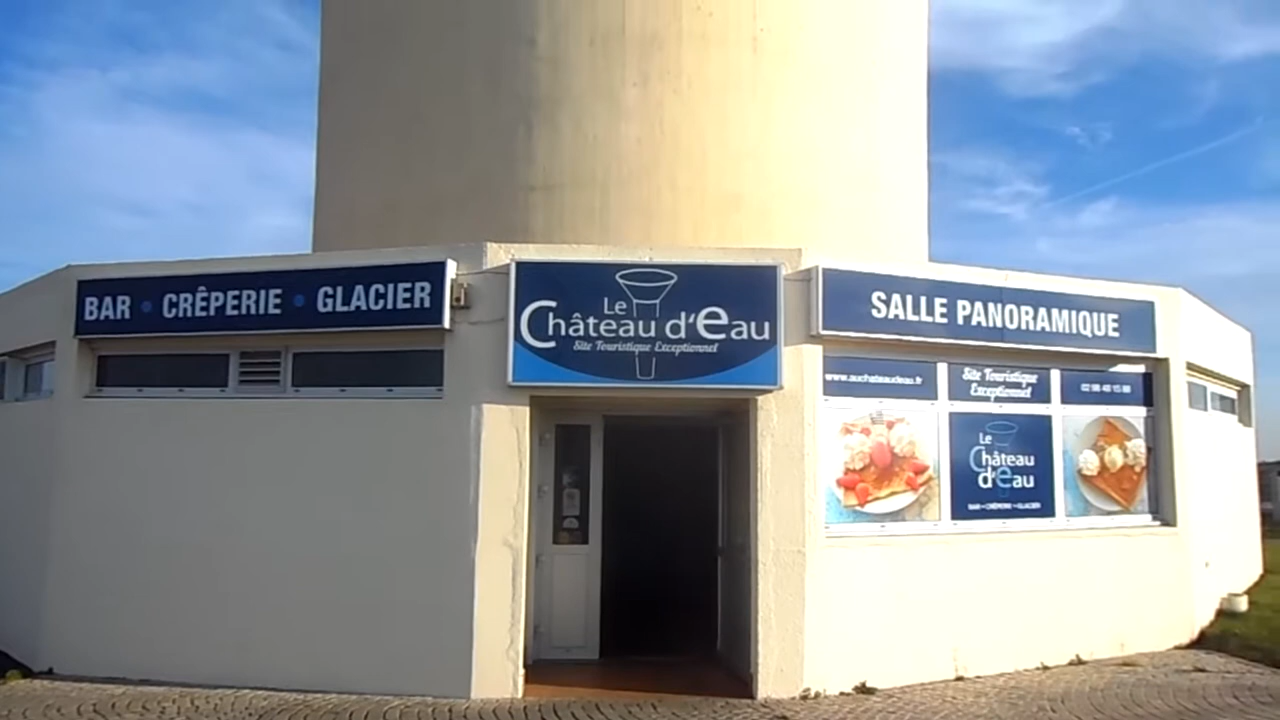 BAR • CRÊPERIE • GLACIER
Le
Château d'eau
Site Touristique Exceptionnel
SALLE PANORAMIQUE
www.auchateaudeau.fr
Site Touristique
Exceptionnel
Le
Château
d'eau
BAR • CRÊPERIE • GLACIER